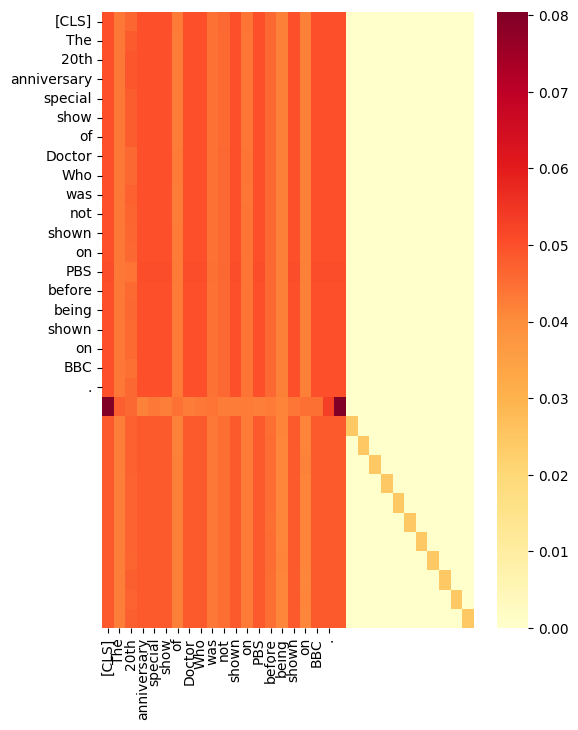 [CLS]
The
20th
anniversary
special
show
of
Doctor
Who
was
not
shown
on
PBS
before
being
shown
on
BBC
.
0.08
0.07
0.06
0.05
0.04
0.03
0.02
0.01
0.00
[CLS]
The
20th
anniversary
special
show
of
Doctor
Who
was
not
shown
on
PBS
before
being
shown
on
BBC
.